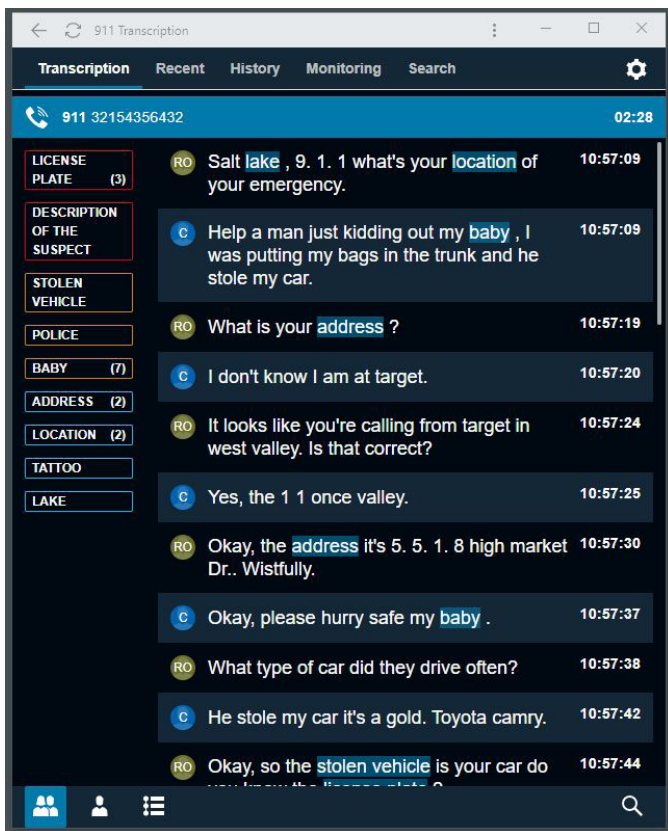 911 Transcription
Transcription Recent History Monitoring Search
911 32154356432 02:28
LICENSE
PLATE (3)
DESCRIPTION
OF THE
SUSPECT
STOLEN
VEHICLE
POLICE
BABY (7)
ADDRESS (2)
LOCATION (2)
TATTOO
LAKE
RO Salt lake , 9. 1. 1 what's your location of 10:57:09
your emergency.
C Help a man just kidding out my baby , I 10:57:09
was putting my bags in the trunk and he
stole my car.
RO What is your address ? 10:57:19
C I don't know I am at target. 10:57:20
RO It looks like you're calling from target in 10:57:24
west valley. Is that correct?
C Yes, the 1 1 once valley. 10:57:25
RO Okay, the address it's 5. 5. 1. 8 high market 10:57:30
Dr.. Wistfully.
C Okay, please hurry safe my baby . 10:57:37
RO What type of car did they drive often? 10:57:38
C He stole my car it's a gold. Toyota camry. 10:57:42
RO Okay, so the stolen vehicle is your car do 10:57:44
you know the license plate ?